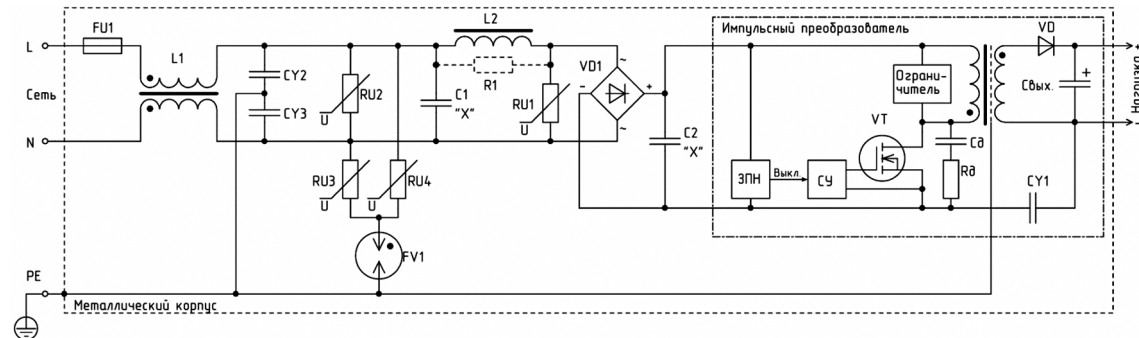 L
FU1
L1
Сеть
N
CY2
CY3
RU2
U
RU3
U
RU4
U
FV1
L2
R1
C1
"X"
RU1
U
VD1
~
~
-
+
C2
"X"
Импульсный преобразователь
Ограни-
читель
VT
ЗПН
Выкл.
СУ
Cд
Rд
CY1
VD
Cвых.
+
+
Нагрузка
-
PE
Металлический корпус